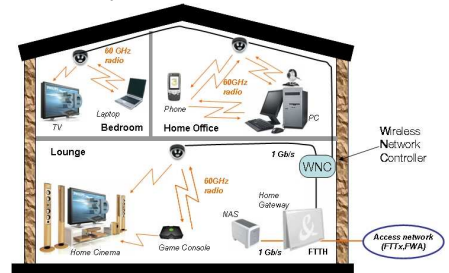 60 GHz
radio
TV
Laptop
Bedroom
Phone
60GHz
radio
PC
Home Office
Wireless
Network
Controller
Lounge
1 Gb/s
WNC
60GHz
radio
Home
Gateway
NAS
&
Home Cinema
Game Console
1 Gb/s
FTTH
Access network
(FTTx,FWA)